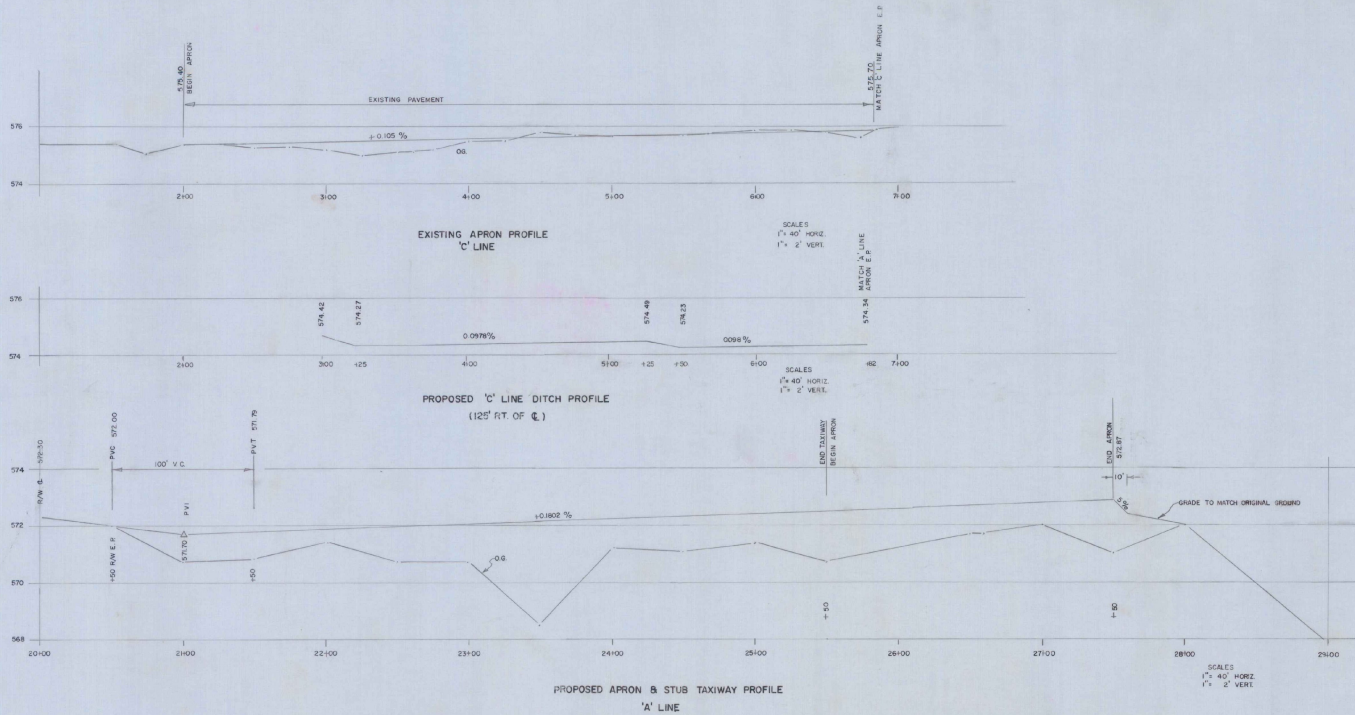 575.40
BEGIN APRON
575.70
MATCH 'C' LINE APRON E.P.
EXISTING PAVEMENT
576
+0.105 %
O.G.
574
2+00 3+00 4+00 5+00 6+00 7+00
EXISTING APRON PROFILE
'C' LINE
SCALES
1"= 40' HORIZ.
1"= 2' VERT.
576
574.42
574.27
574.49
574.23
574.34
MATCH 'A' LINE
APRON E.P.
0.0978%
.098 %
574
2+00 3+00 +25 4+00 5+00 +25 +50 6+00 +82 7+00
PROPOSED 'C' LINE DITCH PROFILE
(125' RT. OF ℄)
SCALES
1"= 40' HORIZ.
1"= 2' VERT.
R/W ℄ 572.30
PVC 572.00
PVT 571.79
100' V.C.
PVI
571.70
+50 R/W E.P.
+50
END TAXIWAY
BEGIN APRON
END APRON
572.87
10'
5%
GRADE TO MATCH ORIGINAL GROUND
574
572
570
568
+0.1802 %
O.G.
+50
+50
20+00 21+00 22+00 23+00 24+00 25+00 26+00 27+00 28+00 29+00
PROPOSED APRON & STUB TAXIWAY PROFILE
'A' LINE
SCALES
1"= 40' HORIZ.
1"= 2' VERT.